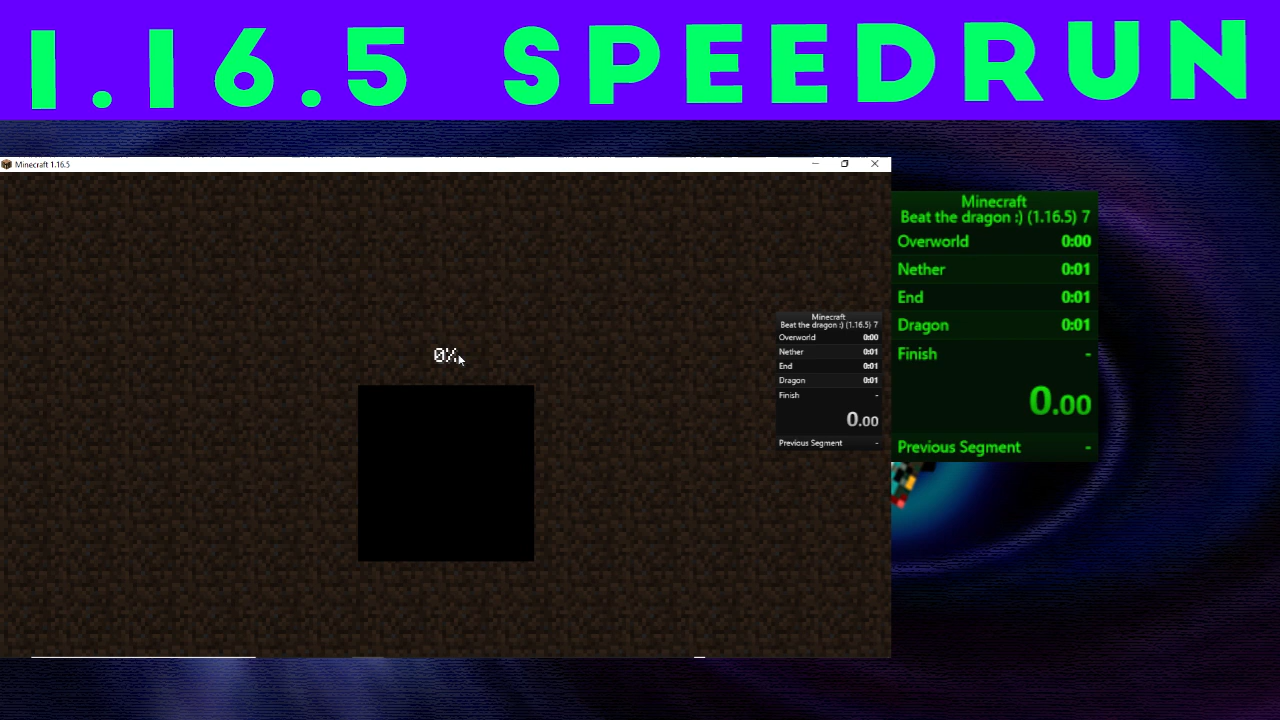 1.16.5 SPEEDRUN
Minecraft 1.16.5
0%
Minecraft
Beat the dragon :) (1.16.5) 7
Overworld 0:00
Nether 0:01
End 0:01
Dragon 0:01
Finish -
0.00
Previous Segment -
Minecraft
Beat the dragon :) (1.16.5) 7
Overworld 0:00
Nether 0:01
End 0:01
Dragon 0:01
Finish -
0.00
Previous Segment -